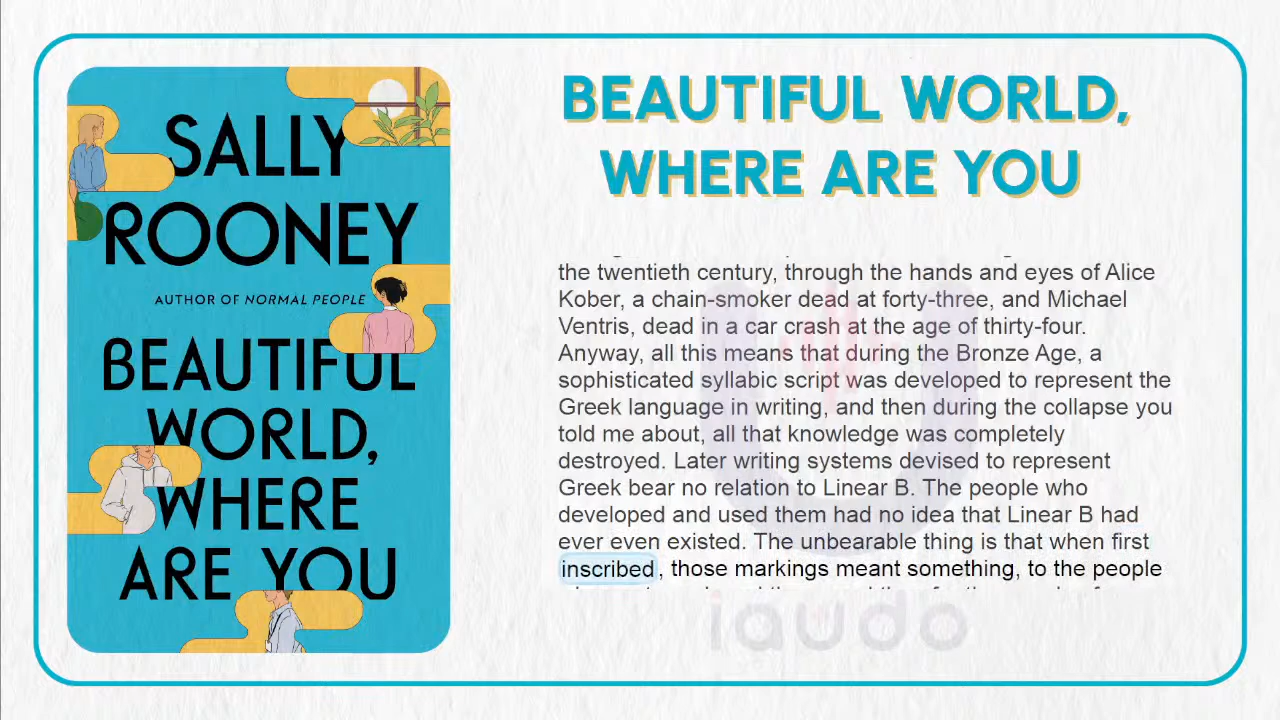 SALLY
ROONEY
AUTHOR OF NORMAL PEOPLE
BEAUTIFUL
WORLD,
WHERE
ARE YOU
BEAUTIFUL WORLD,
WHERE ARE YOU
the twentieth century, through the hands and eyes of Alice
Kober, a chain-smoker dead at forty-three, and Michael
Ventris, dead in a car crash at the age of thirty-four.
Anyway, all this means that during the Bronze Age, a
sophisticated syllabic script was developed to represent the
Greek language in writing, and then during the collapse you
told me about, all that knowledge was completely
destroyed. Later writing systems devised to represent
Greek bear no relation to Linear B. The people who
developed and used them had no idea that Linear B had
ever even existed. The unbearable thing is that when first
inscribed, those markings meant something, to the people
iaudo